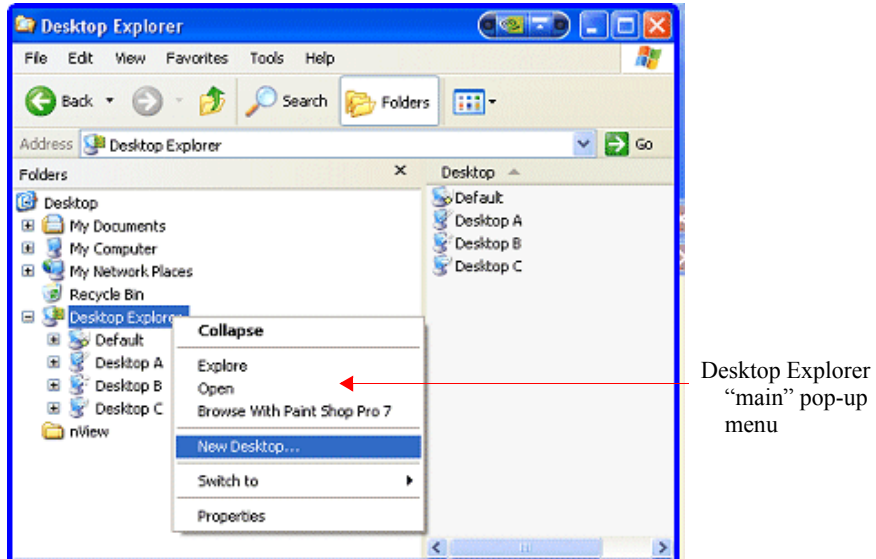 Desktop Explorer
File Edit View Favorites Tools Help
Back Search Folders
Address Desktop Explorer Go
Folders
Desktop
My Documents
My Computer
My Network Places
Recycle Bin
Desktop Explorer
Default
Desktop A
Desktop B
Desktop C
nView
Collapse
Explore
Open
Browse With Paint Shop Pro 7
New Desktop...
Switch to
Properties
Desktop
Default
Desktop A
Desktop B
Desktop C
Desktop Explorer
“main” pop-up
menu